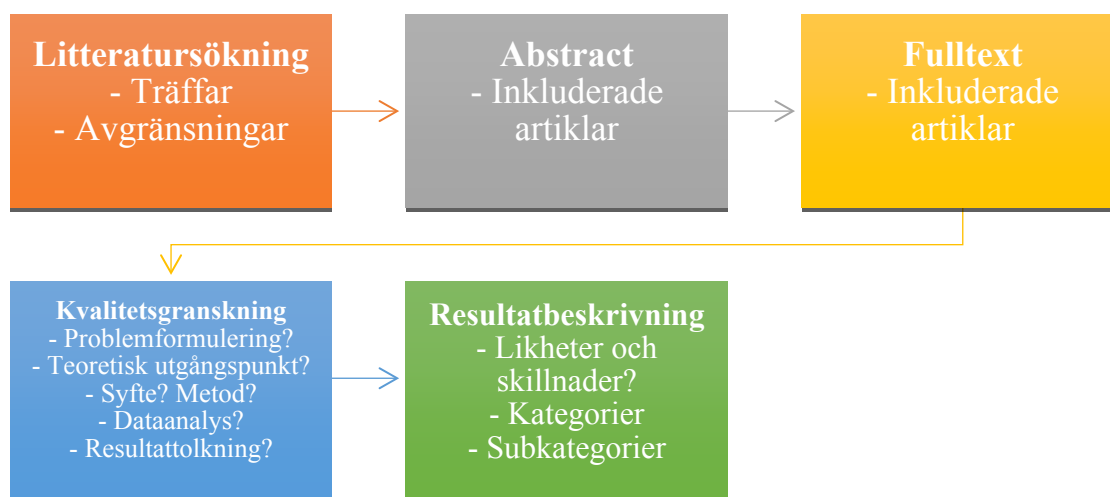 Litteratursökning
- Träffar
- Avgränsningar
Abstract
- Inkluderade
artiklar
Fulltext
- Inkluderade
artiklar
Kvalitetsgranskning
- Problemformulering?
- Teoretisk utgångspunkt?
- Syfte? Metod?
- Dataanalys?
- Resultattolkning?
Resultatbeskrivning
- Likheter och
skillnader?
- Kategorier
- Subkategorier